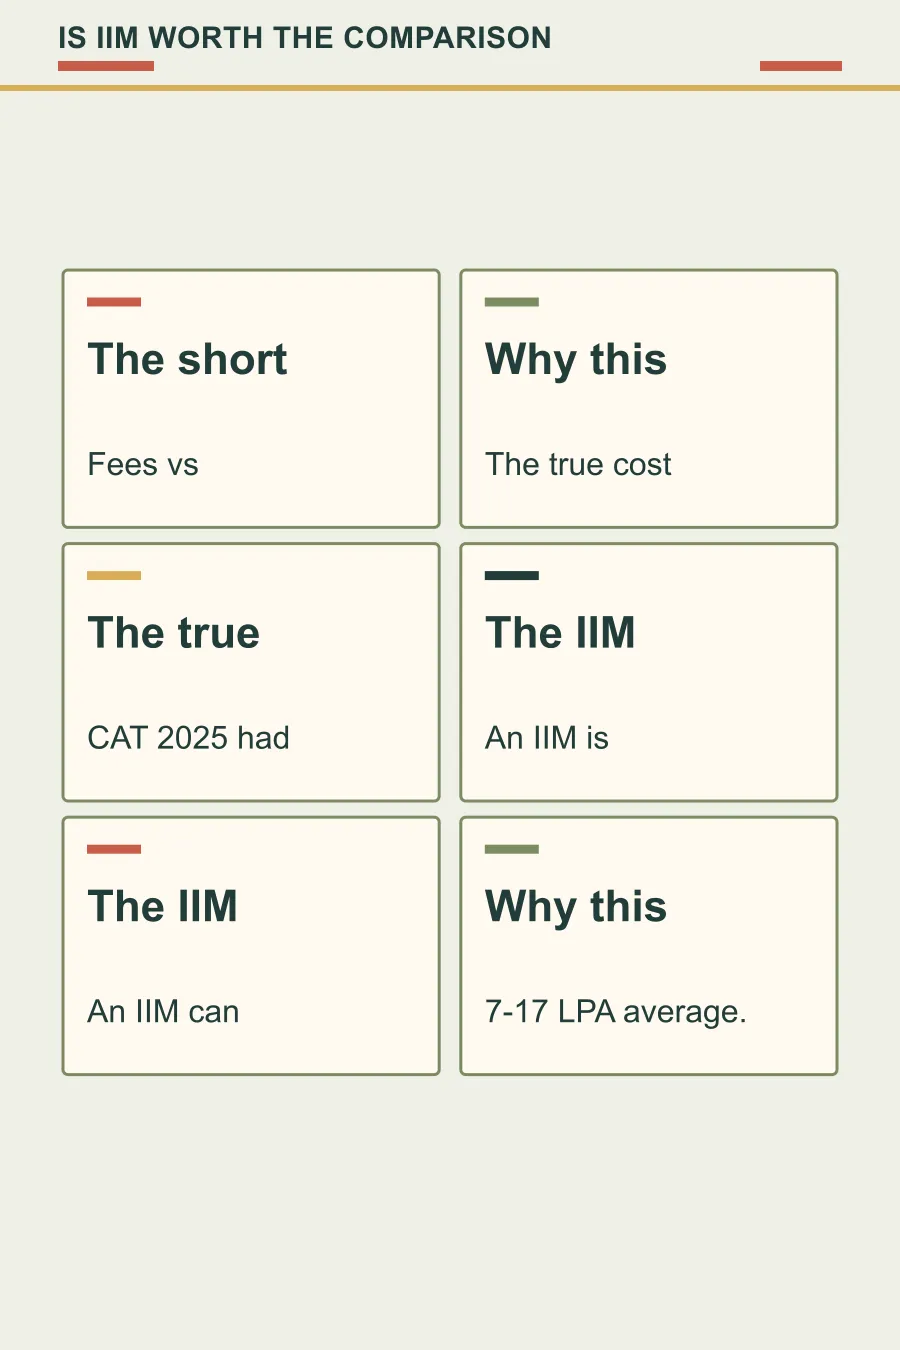 IS IIM WORTH THE COMPARISON
The short
Fees vs
Why this
The true cost
The true
CAT 2025 had
The IIM
An IIM is
The IIM
An IIM can
Why this
7-17 LPA average.